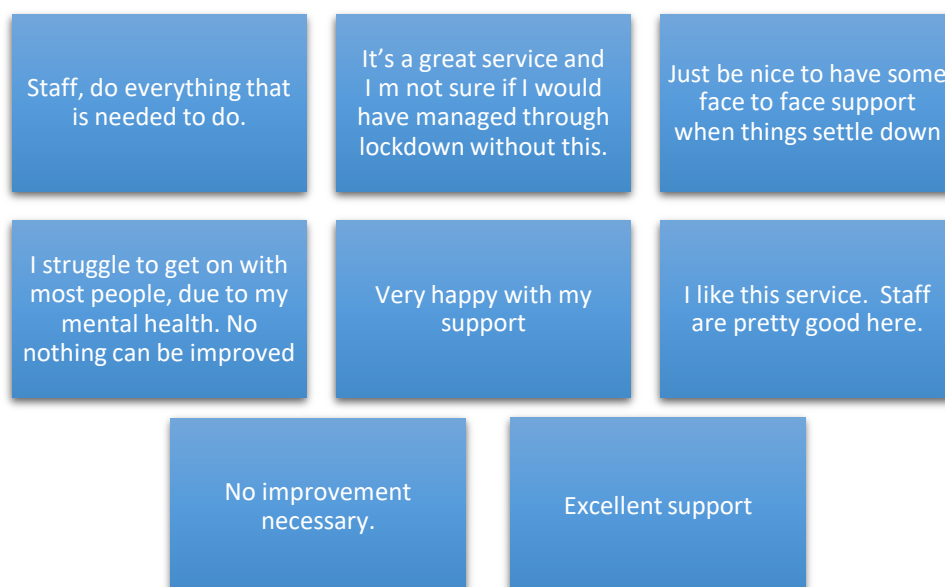 Staff, do everything that
is needed to do.
It’s a great service and
I m not sure if I would
have managed through
lockdown without this.
Just be nice to have some
face to face support
when things settle down
I struggle to get on with
most people, due to my
mental health. No
nothing can be improved
Very happy with my
support
I like this service.  Staff
are pretty good here.
No improvement
necessary.
Excellent support